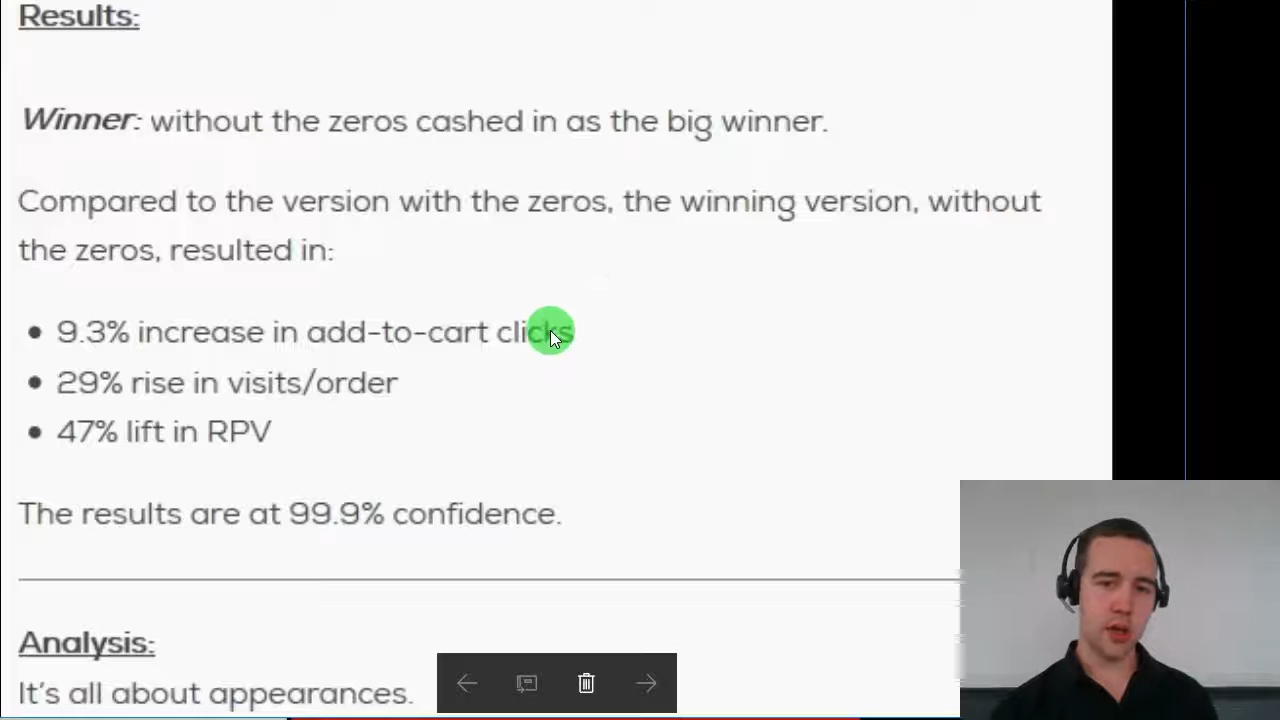 Results:
Winner: without the zeros cashed in as the big winner.
Compared to the version with the zeros, the winning version, without
the zeros, resulted in:
• 9.3% increase in add-to-cart clicks
• 29% rise in visits/order
• 47% lift in RPV
The results are at 99.9% confidence.
Analysis:
It's all about appearances.